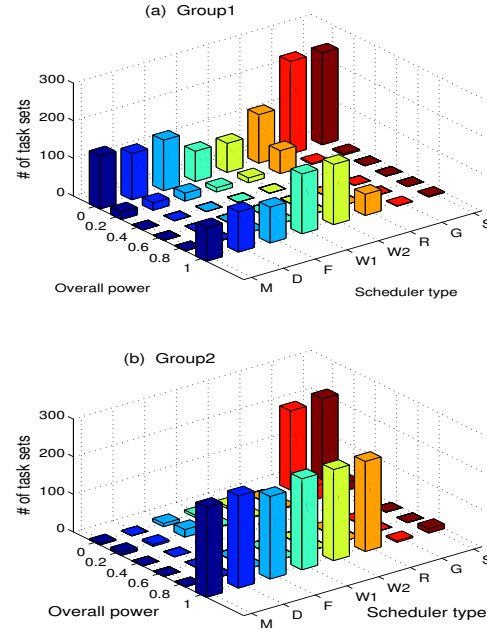 (a) Group1
300
200
100
0
# of task sets
0
0.2
0.4
0.6
0.8
1
Overall power
M
D
F
W1
W2
R
G
S
Scheduler type
(b) Group2
300
200
100
0
# of task sets
0
0.2
0.4
0.6
0.8
1
Overall power
M
D
F
W1
W2
R
G
S
Scheduler type